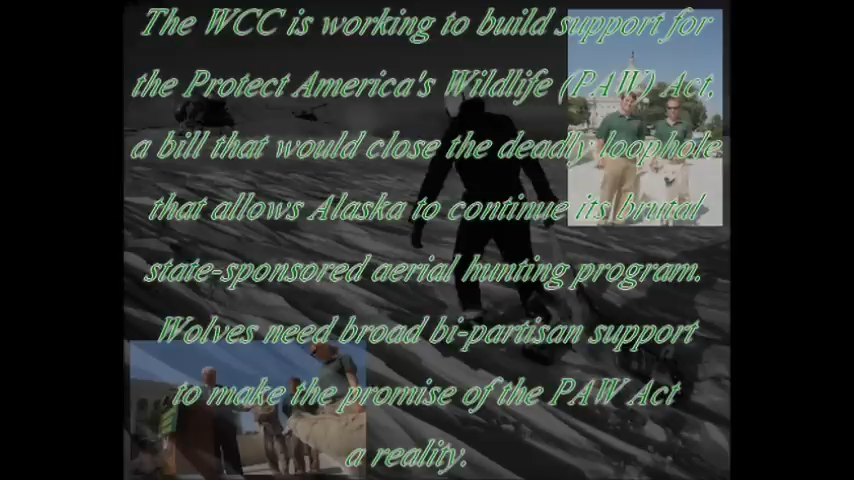 The WCC is working to build support for
the Protect America's Wildlife (PAW) Act,
a bill that would close the deadly loophole
that allows Alaska to continue its brutal
state-sponsored aerial hunting program.
Wolves need broad bi-partisan support
to make the promise of the PAW Act
a reality.